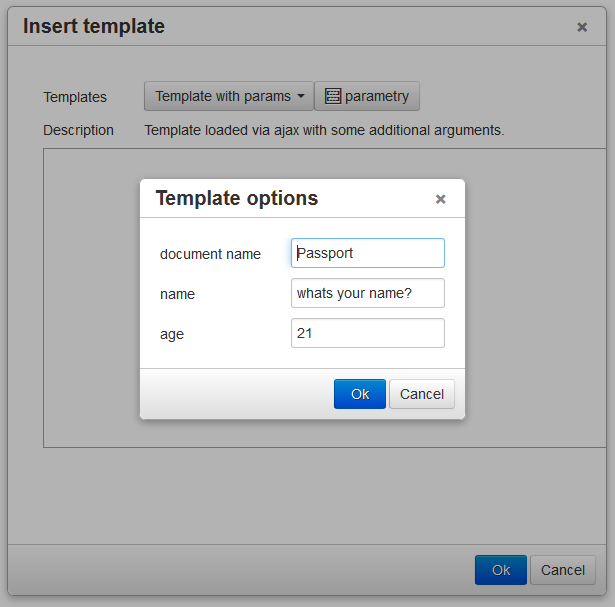 Insert template ×
Templates Template with params parametry
Description Template loaded via ajax with some additional arguments.
Template options ×
document name Passport
name whats your name?
age 21
Ok Cancel
Ok Cancel